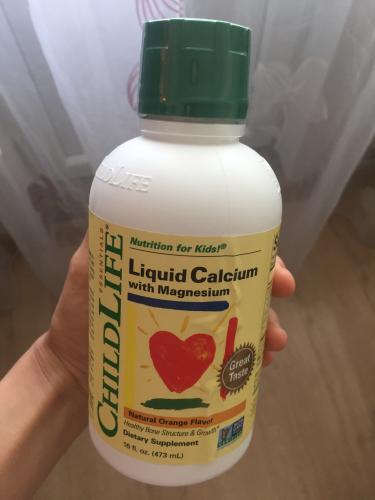 CHILDLIFE
Nutrition for Kids!®
CHILDLIFE®
ESSENTIALS
Liquid Calcium
with Magnesium
Great
Taste
Natural Orange Flavor
Healthy Bone Structure & Growth*
Dietary Supplement
16 fl. oz. (473 mL)